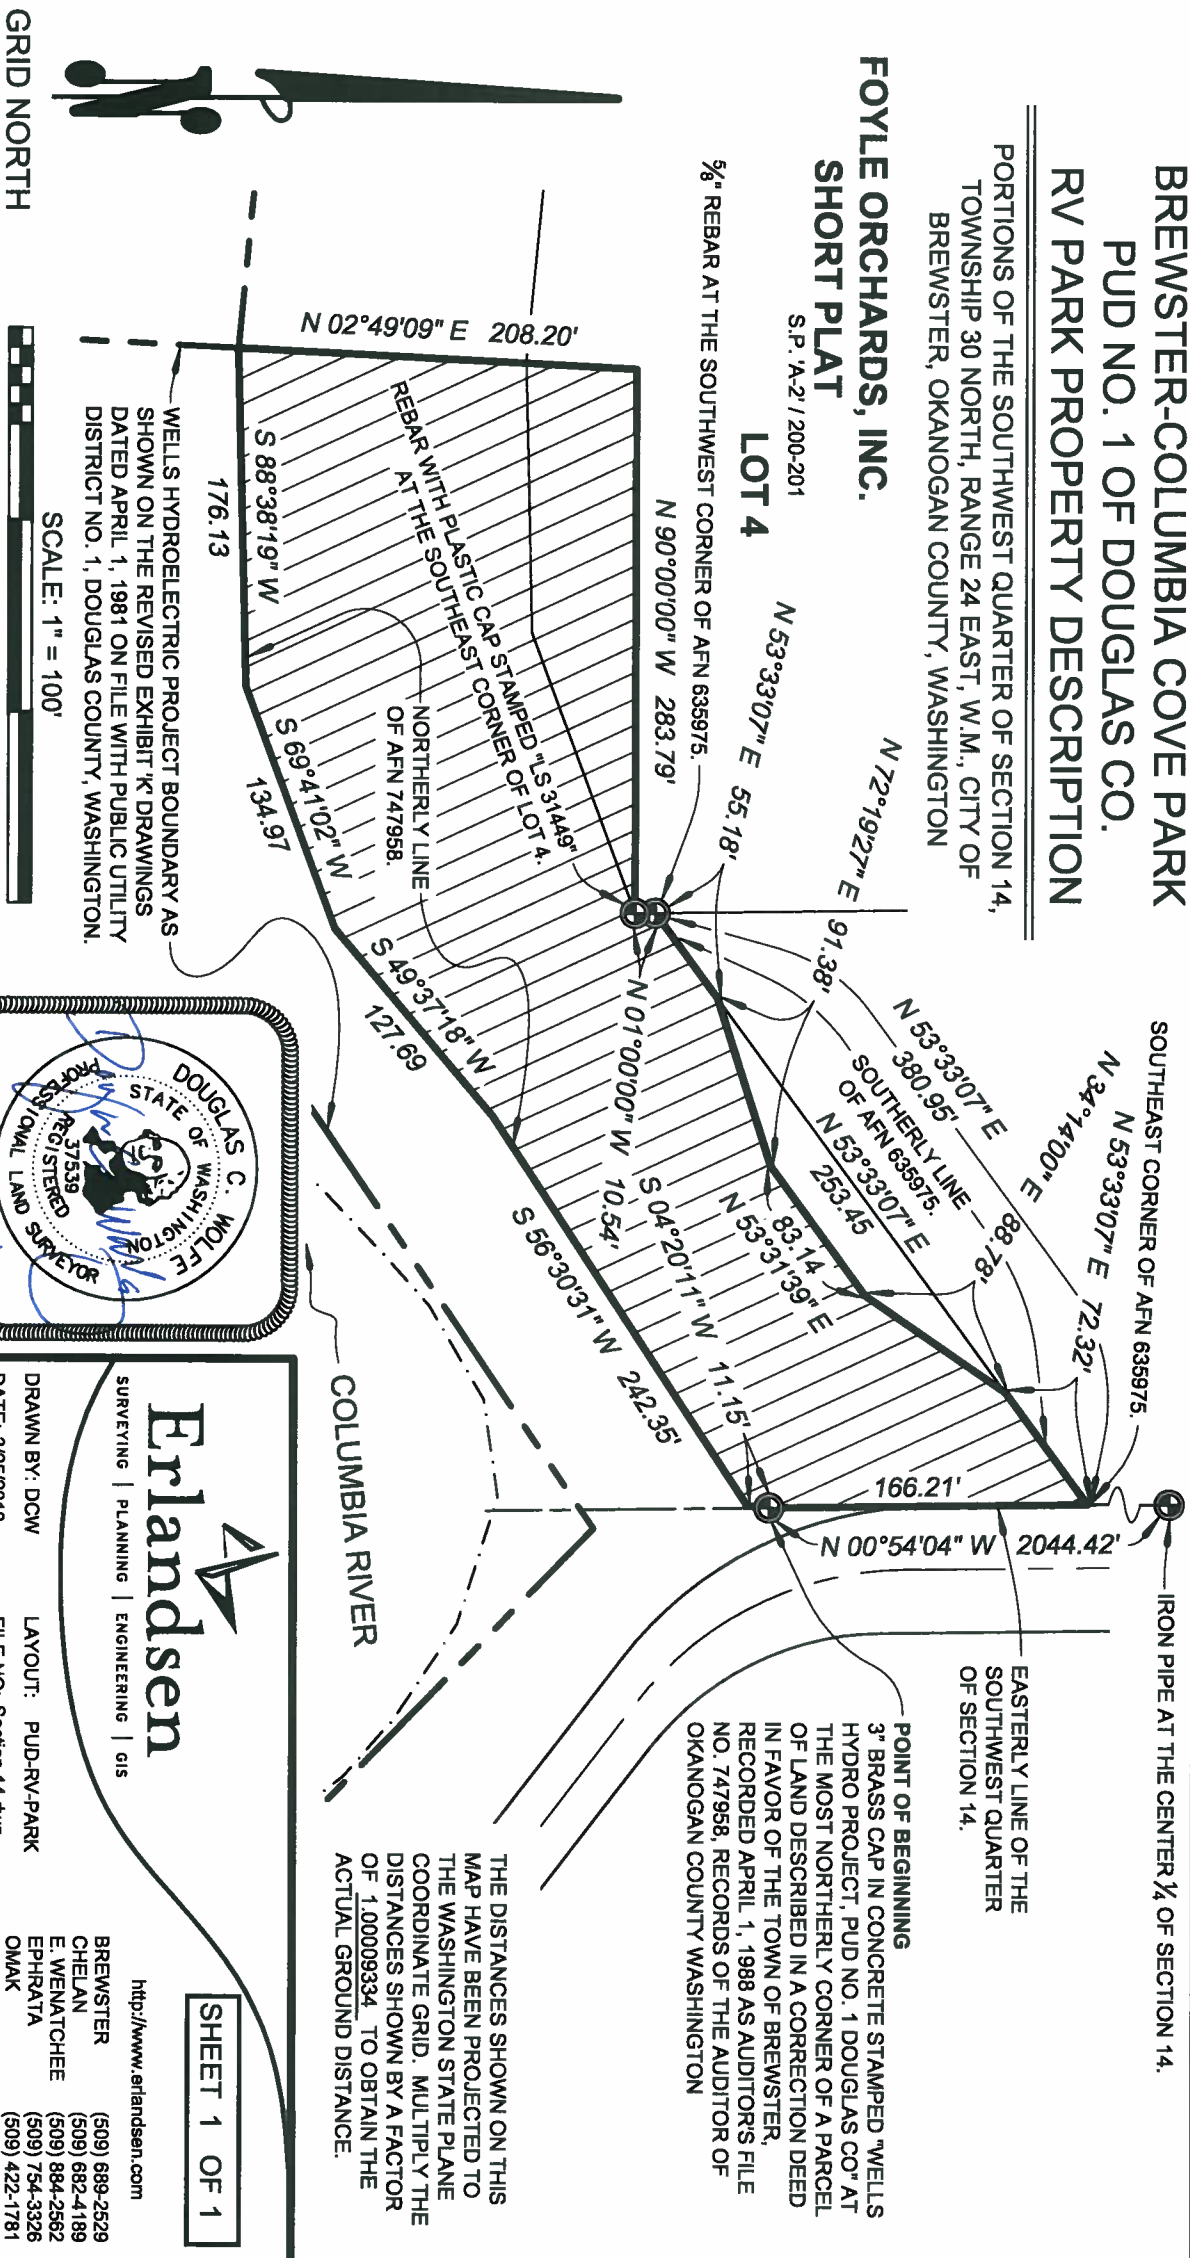 BREWSTER-COLUMBIA COVE PARK
PUD NO. 1 OF DOUGLAS CO.
RV PARK PROPERTY DESCRIPTION
PORTIONS OF THE SOUTHWEST QUARTER OF SECTION 14,
TOWNSHIP 30 NORTH, RANGE 24 EAST, W.M., CITY OF
BREWSTER, OKANOGAN COUNTY, WASHINGTON
FOYLE ORCHARDS, INC.
SHORT PLAT
S.P. 'A-2' / 200-201
LOT 4
⅝" REBAR AT THE SOUTHWEST CORNER OF AFN 635975.
N 90°00'00" W 283.79'
N 53°33'07" E 55.18'
N 72°19'27" E 91.38'
N 53°33'07" E
380.95'
SOUTHERLY LINE
OF AFN 635975.
N 53°33'07" E
253.45
SOUTHEAST CORNER OF AFN 635975.
N 53°33'07" E 72.32'
N 34°14'00" E 88.78'
83.14
N 53°31'39" E
IRON PIPE AT THE CENTER ¼ OF SECTION 14.
EASTERLY LINE OF THE
SOUTHWEST QUARTER
OF SECTION 14.
166.21'
N 00°54'04" W 2044.42'
POINT OF BEGINNING
3" BRASS CAP IN CONCRETE STAMPED "WELLS
HYDRO PROJECT, PUD NO. 1 DOUGLAS CO" AT
THE MOST NORTHERLY CORNER OF A PARCEL
OF LAND DESCRIBED IN A CORRECTION DEED
IN FAVOR OF THE TOWN OF BREWSTER,
RECORDED APRIL 1, 1988 AS AUDITOR'S FILE
NO. 747958, RECORDS OF THE AUDITOR OF
OKANOGAN COUNTY WASHINGTON
N 02°49'09" E 208.20'
REBAR WITH PLASTIC CAP STAMPED "LS 31449"
AT THE SOUTHEAST CORNER OF LOT 4.
N 01°00'00" W 10.54'
S 04°20'11" W 11.15'
NORTHERLY LINE
OF AFN 747958.
S 88°38'19" W
176.13
S 69°41'02" W
134.97
S 49°37'18" W
127.69
S 56°30'31" W 242.35'
WELLS HYDROELECTRIC PROJECT BOUNDARY AS
SHOWN ON THE REVISED EXHIBIT 'K' DRAWINGS
DATED APRIL 1, 1981 ON FILE WITH PUBLIC UTILITY
DISTRICT NO. 1, DOUGLAS COUNTY, WASHINGTON.
COLUMBIA RIVER
THE DISTANCES SHOWN ON THIS
MAP HAVE BEEN PROJECTED TO
THE WASHINGTON STATE PLANE
COORDINATE GRID. MULTIPLY THE
DISTANCES SHOWN BY A FACTOR
OF 1.00009334 TO OBTAIN THE
ACTUAL GROUND DISTANCE.
GRID NORTH
SCALE: 1" = 100'
DOUGLAS C. WOLFE
STATE OF WASHINGTON
37539
REGISTERED
PROFESSIONAL LAND SURVEYOR
Erlandsen
SURVEYING | PLANNING | ENGINEERING | GIS
SHEET 1 OF 1
http://www.erlandsen.com
BREWSTER (509) 689-2529
CHELAN (509) 682-4189
E. WENATCHEE (509) 884-2562
EPHRATA (509) 754-3326
OMAK (509) 422-1781
DRAWN BY: DCW LAYOUT: PUD-RV-PARK